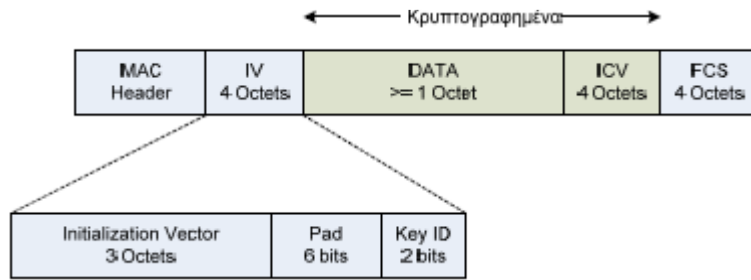 Κρυπτογραφημένα
MAC Header
IV 4 Octets
DATA >= 1 Octet
ICV 4 Octets
FCS 4 Octets
Initialization Vector 3 Octets
Pad 6 bits
Key ID 2 bits